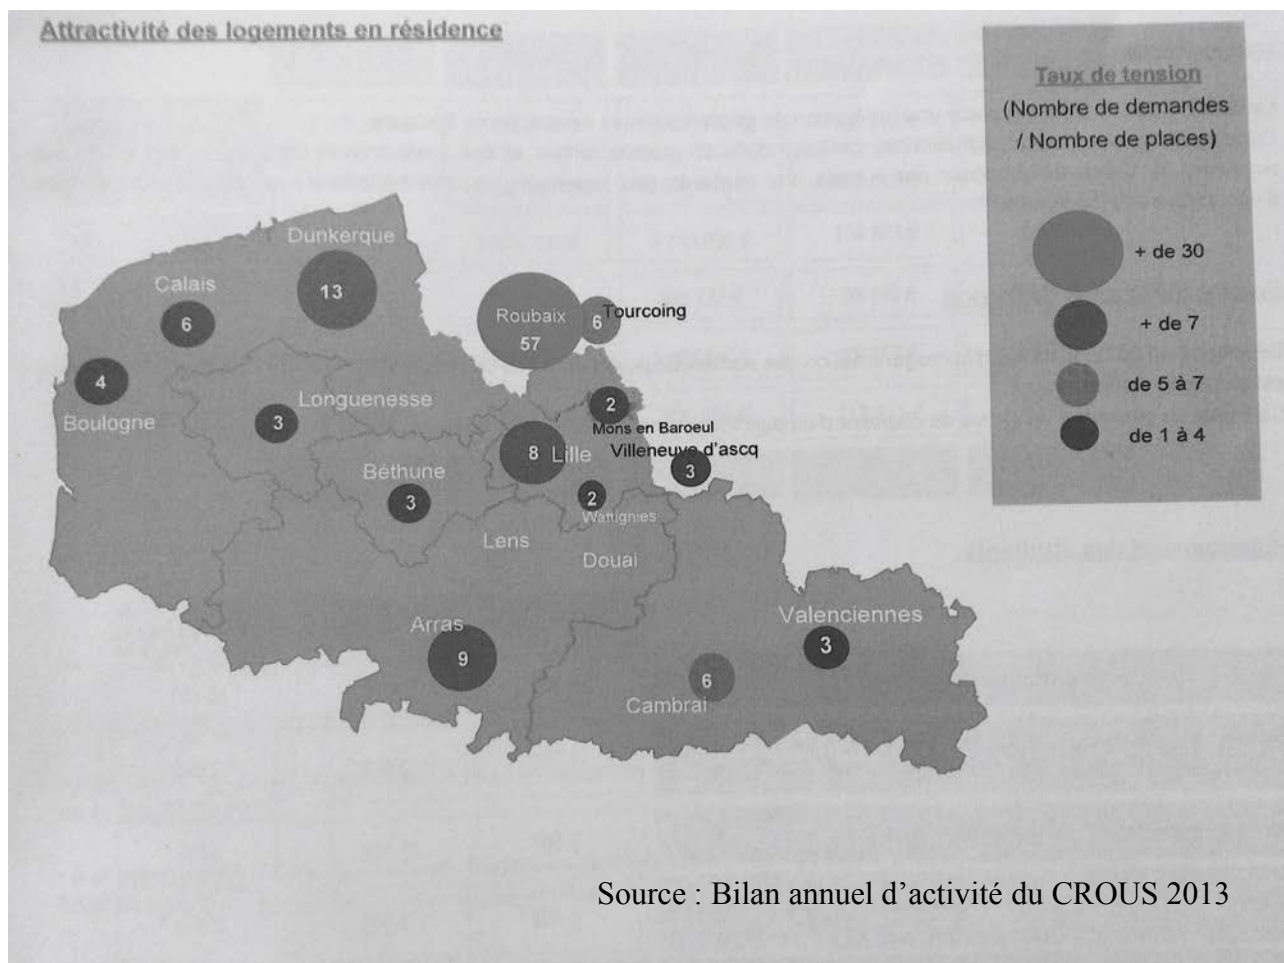 Attractivité des logements en résidence
Taux de tension
(Nombre de demandes
/ Nombre de places)
+ de 30
+ de 7
de 5 à 7
de 1 à 4
Dunkerque
13
Calais
6
Roubaix
57
6
Tourcoing
4
Boulogne
Longuenesse
3
2
Mons en Baroeul
8
Lille
Villeneuve d'ascq
3
Béthune
3
2
Wattignies
Lens
Douai
Arras
9
Valenciennes
3
6
Cambrai
Source : Bilan annuel d’activité du CROUS 2013